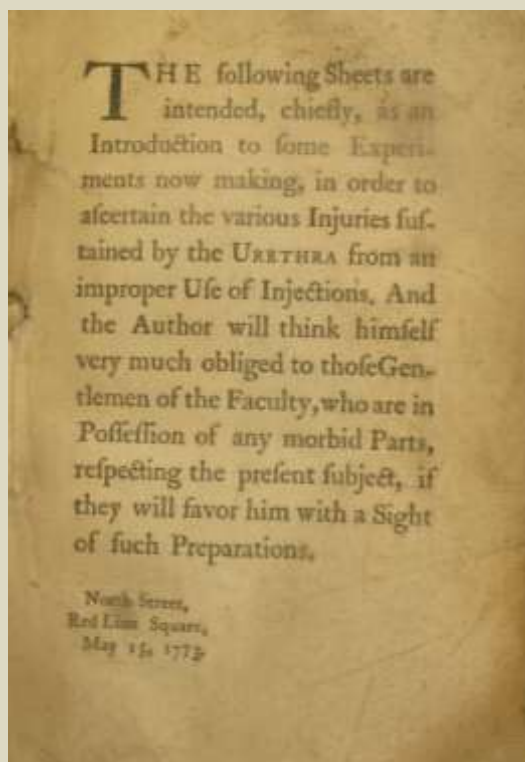 THE following Sheets are
intended, chiefly, as an
Introduction to ſome Experi-
ments now making, in order to
aſcertain the various Injuries ſuſ-
tained by the URETHRA from an
improper Uſe of Injections. And
the Author will think himſelf
very much obliged to thoſeGen-
tlemen of the Faculty,who are in
Poſſeſſion of any morbid Parts,
reſpecting the preſent ſubject, if
they will favor him with a Sight
of ſuch Preparations.
North Street,
Red Lion Square,
May 15, 1773.